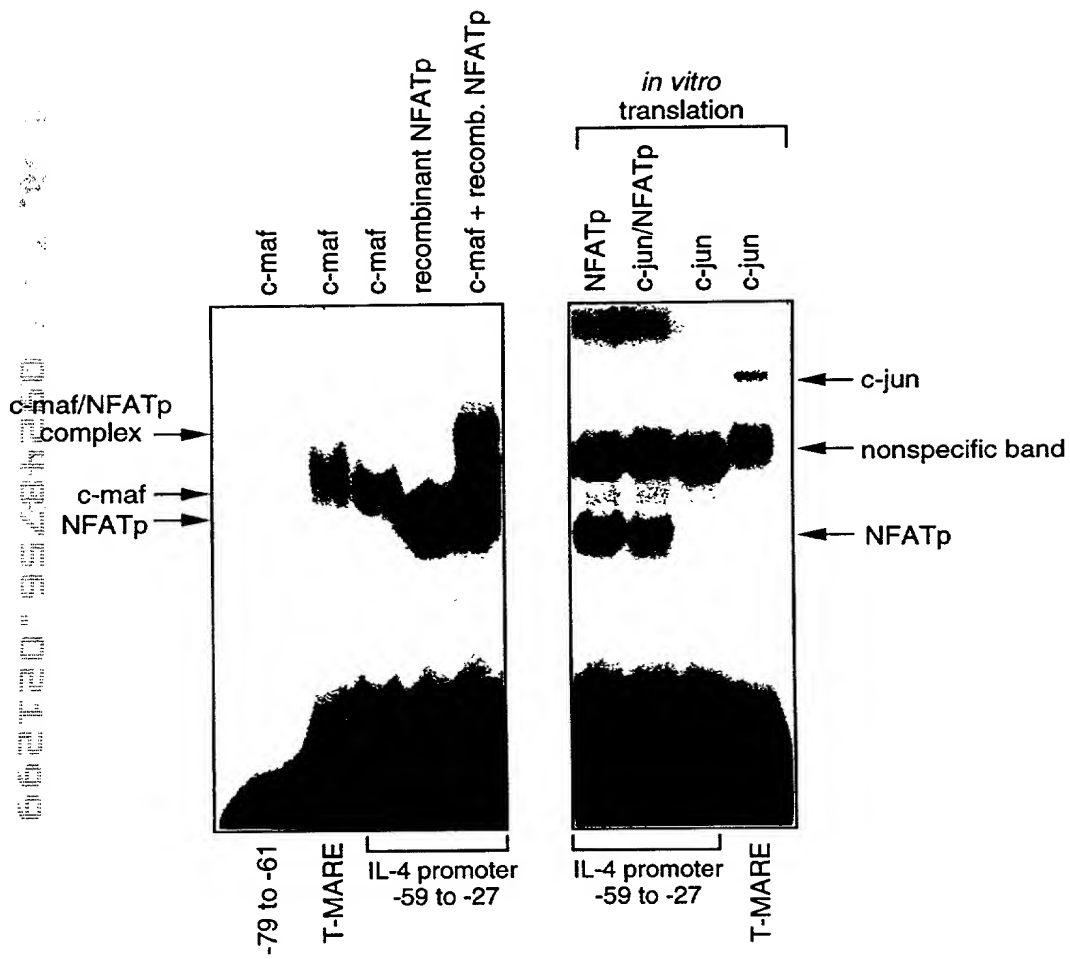 in vitro
translation
c-maf
c-maf
c-maf
recombinant NFATp
c-maf + recomb. NFATp
NFATp
c-jun/NFATp
c-jun
c-jun
c-maf/NFATp
complex
c-maf
NFATp
c-jun
nonspecific band
NFATp
-79 to -61
T-MARE
IL-4 promoter
-59 to -27
IL-4 promoter
-59 to -27
T-MARE